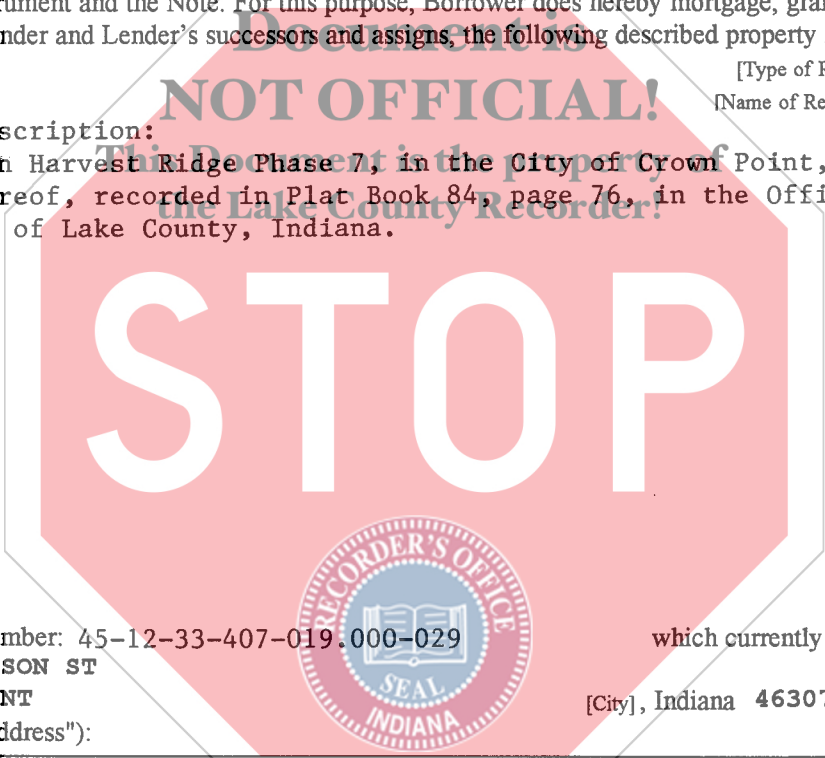 rument and the Note. For this purpose, Borrower does hereby mortgage, gran
nder and Lender's successors and assigns, the following described property
Document is
[Type of R
NOT OFFICIAL!
[Name of Re
scription:
n Harvest Ridge Phase 7, in the City of Crown Point,
This Document is the property of
reof, recorded in Plat Book 84, page 76, in the Offi
the Lake County Recorder!
of Lake County, Indiana.
STOP
RECORDER'S OFFICE
SEAL
INDIANA
mber: 45-12-33-407-019.000-029 which currently
SON ST
NT [City], Indiana 46307
ddress"):